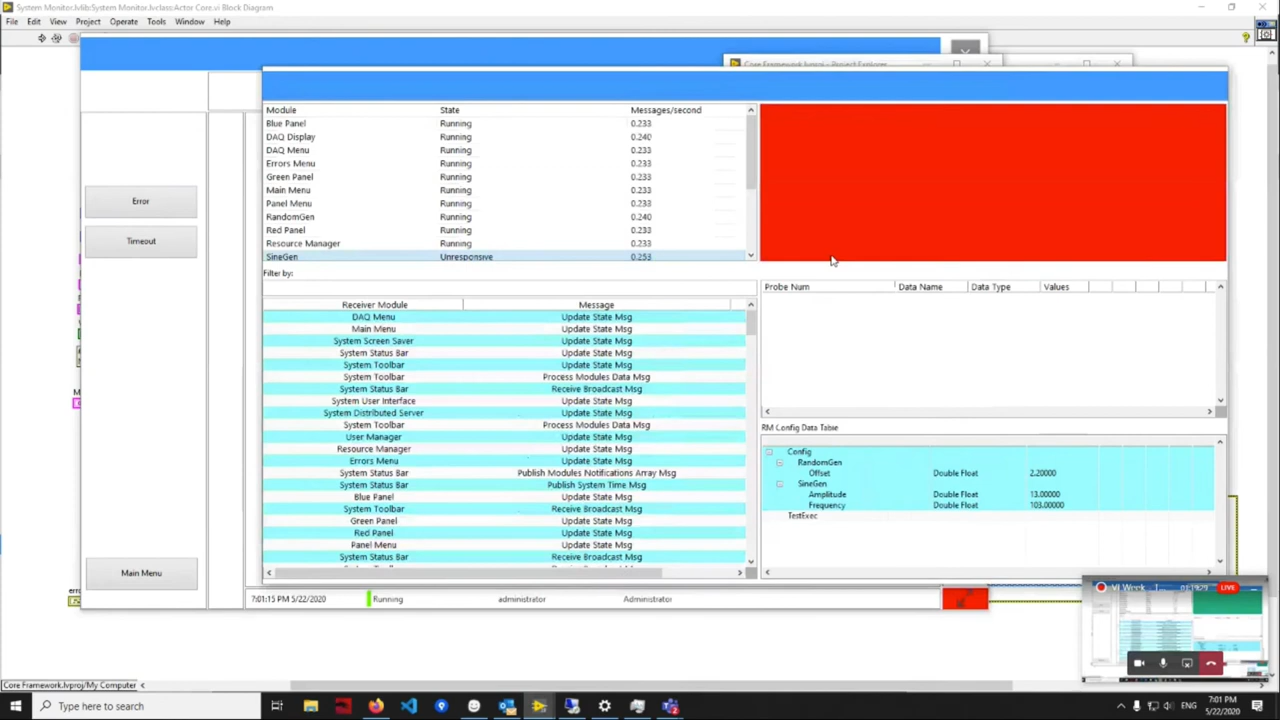 System Monitor.lvlib:System Monitor.lvclass:Actor Core.vi Block Diagram
File Edit View Project Operate Tools Window Help
Core Framework.lvproj - Project Explorer
Module State Messages/second
Blue Panel Running 0.233
DAQ Display Running 0.240
DAQ Menu Running 0.233
Errors Menu Running 0.233
Green Panel Running 0.233
Main Menu Running 0.233
Panel Menu Running 0.233
RandomGen Running 0.240
Red Panel Running 0.233
Resource Manager Running 0.233
SineGen Unresponsive 0.253
Error
Timeout
Main Menu
Filter by:
Receiver Module Message
DAQ Menu Update State Msg
Main Menu Update State Msg
System Screen Saver Update State Msg
System Status Bar Update State Msg
System Toolbar Update State Msg
System Toolbar Process Modules Data Msg
System Status Bar Receive Broadcast Msg
System User Interface Update State Msg
System Distributed Server Update State Msg
System Toolbar Process Modules Data Msg
User Manager Update State Msg
Resource Manager Update State Msg
Errors Menu Update State Msg
System Status Bar Publish Modules Notifications Array Msg
System Status Bar Publish System Time Msg
Blue Panel Update State Msg
System Toolbar Receive Broadcast Msg
Green Panel Update State Msg
Red Panel Update State Msg
Panel Menu Update State Msg
System Status Bar Receive Broadcast Msg
Probe Num Data Name Data Type Values
RM Config Data Table
Config
RandomGen
Offset Double Float 2.20000
SineGen
Amplitude Double Float 13.00000
Frequency Double Float 103.00000
TestExec
7:01:15 PM 5/22/2020 Running administrator Administrator
VI Week 01:19:29 LIVE
Core Framework.lvproj/My Computer
Type here to search
ENG 7:01 PM
5/22/2020